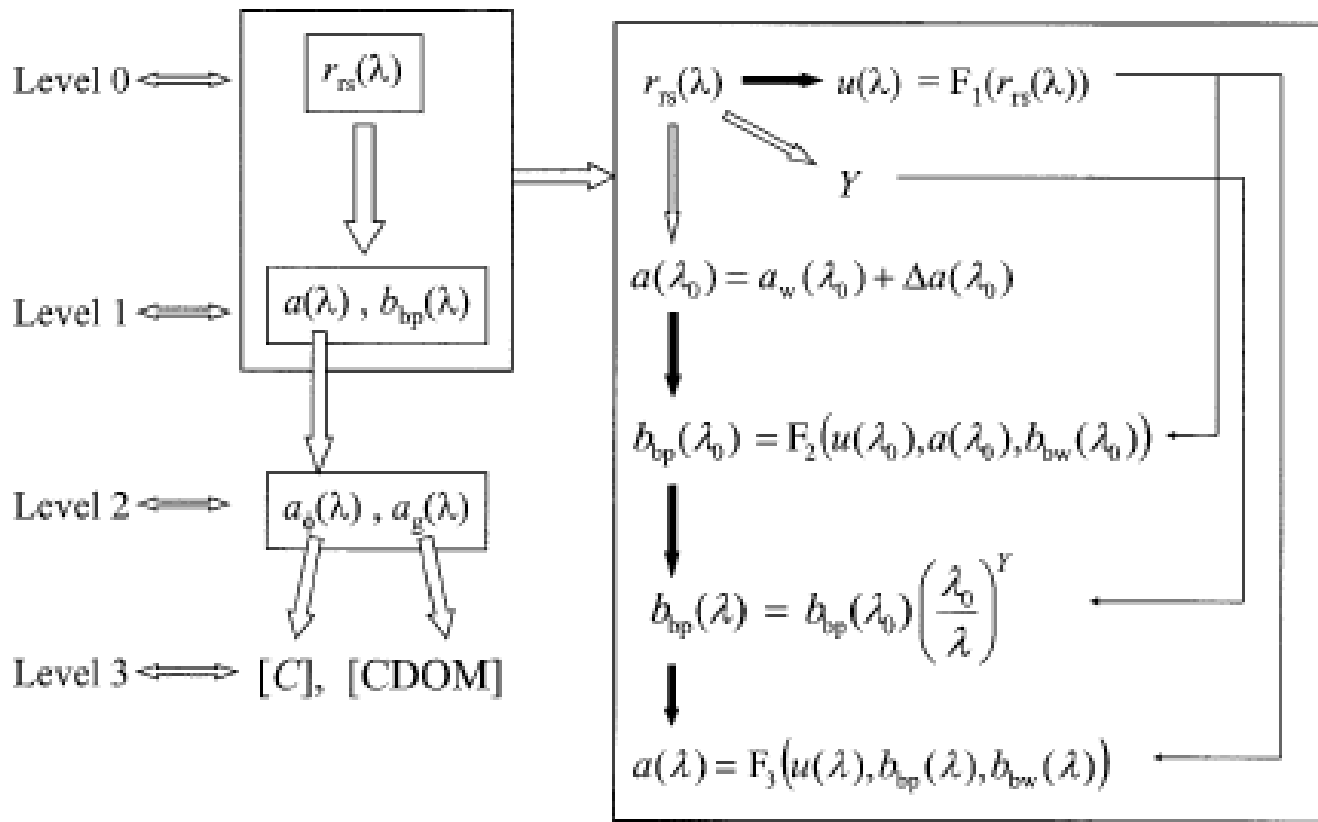 Level 0
r_rs(λ)
Level 1
a(λ) , b_bp(λ)
Level 2
a_ϕ(λ) , a_g(λ)
Level 3
[C], [CDOM]
r_rs(λ)
u(λ) = F_1(r_rs(λ))
Y
a(λ_0) = a_w(λ_0) + Δa(λ_0)
b_bp(λ_0) = F_2(u(λ_0),a(λ_0),b_bw(λ_0))
b_bp(λ) = b_bp(λ_0)(λ_0/λ)^Y
a(λ) = F_3(u(λ),b_bp(λ),b_bw(λ))